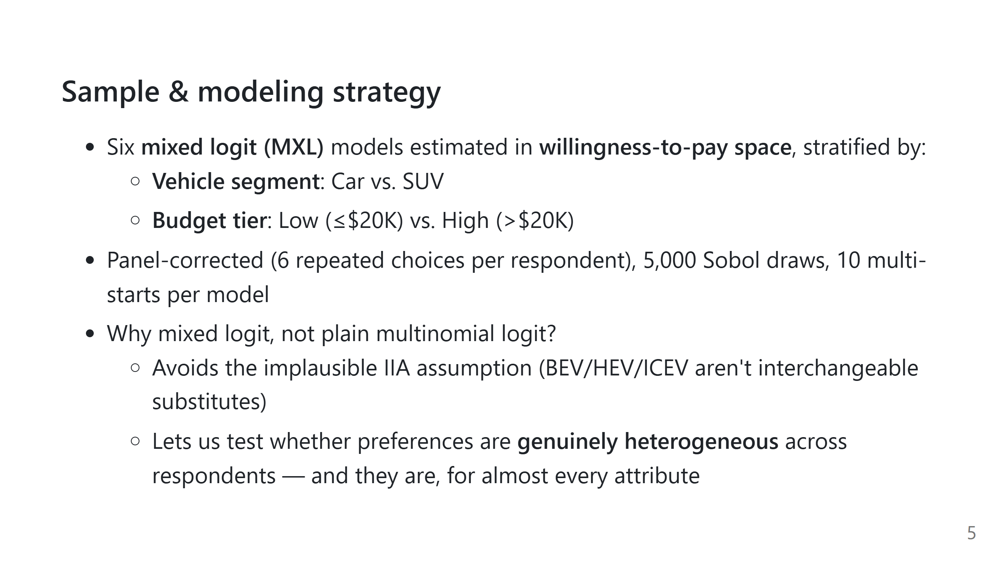 Sample & modeling strategy
• Six mixed logit (MXL) models estimated in willingness-to-pay space, stratified by:
○ Vehicle segment: Car vs. SUV
○ Budget tier: Low (≤$20K) vs. High (>$20K)
• Panel-corrected (6 repeated choices per respondent), 5,000 Sobol draws, 10 multi-
starts per model
• Why mixed logit, not plain multinomial logit?
○ Avoids the implausible IIA assumption (BEV/HEV/ICEV aren't interchangeable
substitutes)
○ Lets us test whether preferences are genuinely heterogeneous across
respondents — and they are, for almost every attribute
5